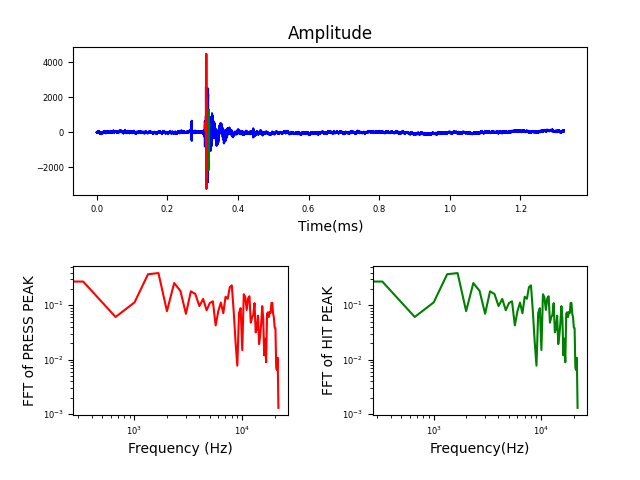 Amplitude
4000
2000
0
−2000
0.0 0.2 0.4 0.6 0.8 1.0 1.2
Time(ms)
FFT of PRESS PEAK
10⁻¹
10⁻²
10⁻³
10³ 10⁴
Frequency (Hz)
FFT of HIT PEAK
10⁻¹
10⁻²
10⁻³
10³ 10⁴
Frequency(Hz)